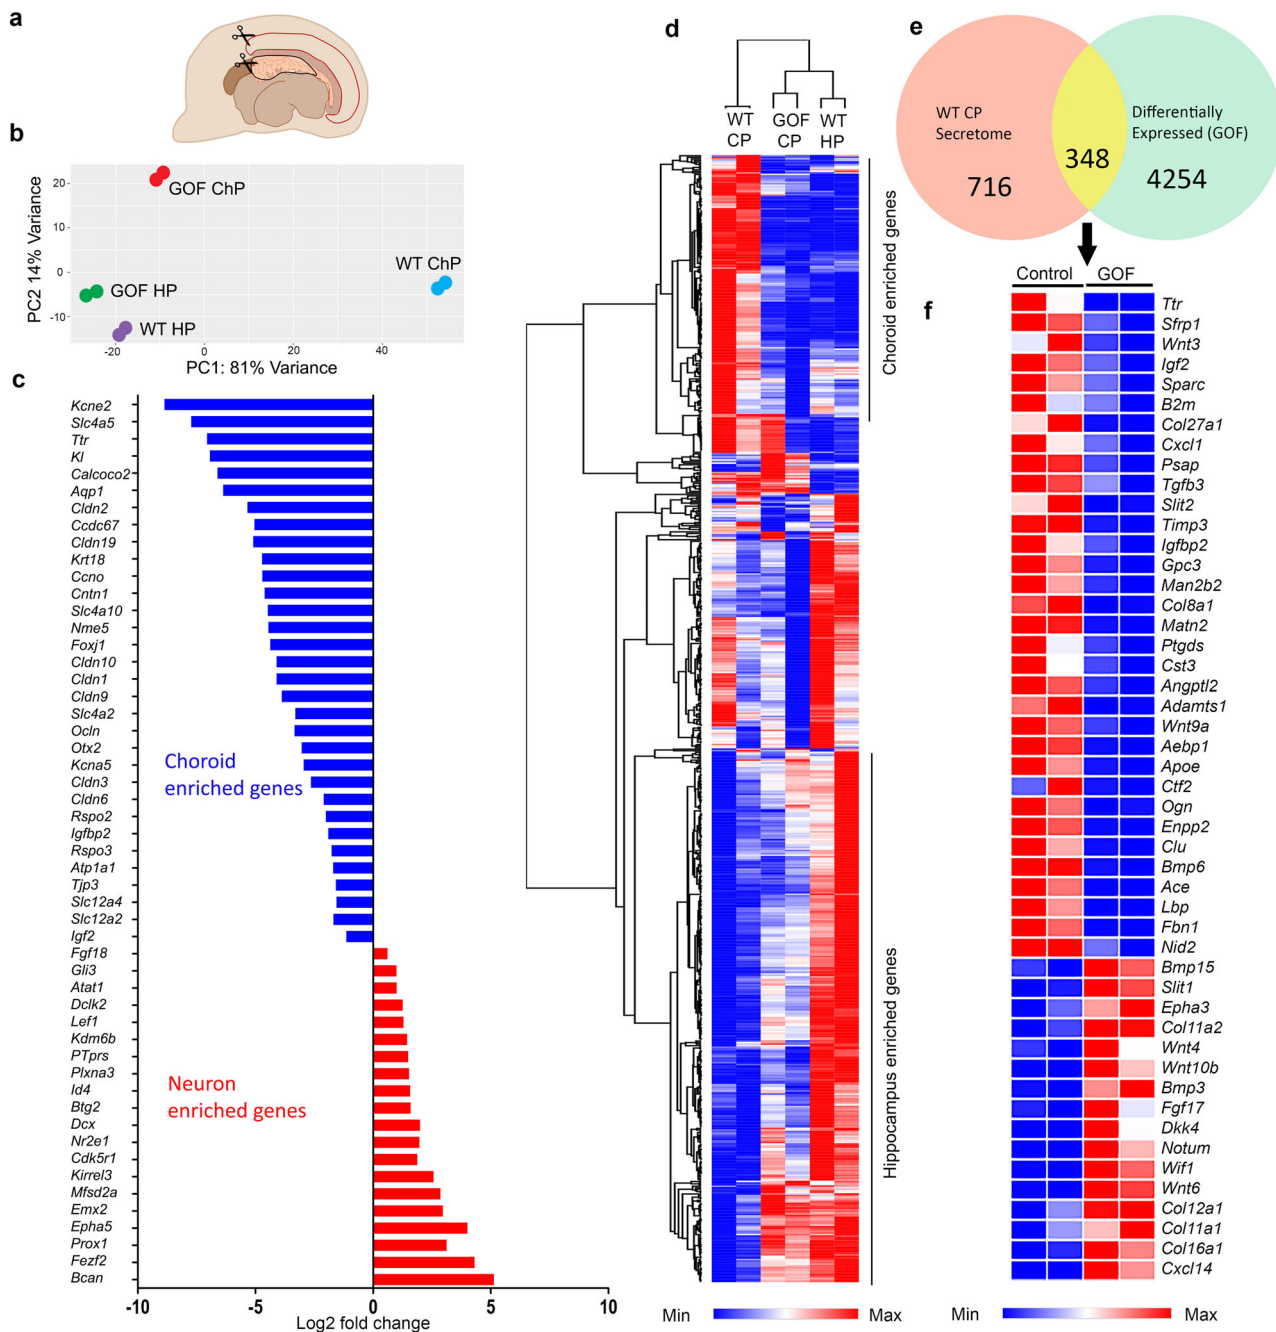 a
b
20
10
0
-10
-20
0
20
40
PC2 14% Variance
PC1: 81% Variance
GOF ChP
WT ChP
GOF HP
WT HP
c
Kcne2
Slc4a5
Ttr
Kl
Calcoco2
Aqp1
Cldn2
Ccdc67
Cldn19
Krt18
Ccno
Cntn1
Slc4a10
Nme5
Foxj1
Cldn10
Cldn1
Cldn9
Slc4a2
Ocln
Otx2
Kcna5
Cldn3
Cldn6
Rspo2
Igfbp2
Rspo3
Atp1a1
Tjp3
Slc12a4
Slc12a2
Igf2
Fgf18
Gli3
Atat1
Dclk2
Lef1
Kdm6b
PTprs
Plxna3
Id4
Btg2
Dcx
Nr2e1
Cdk5r1
Kirrel3
Mfsd2a
Emx2
Epha5
Prox1
Fezf2
Bcan
Choroid
enriched genes
Neuron
enriched genes
-10
-5
0
5
10
Log2 fold change
d
WT
CP
GOF
CP
WT
HP
Choroid enriched genes
Hippocampus enriched genes
Min
Max
e
WT CP
Secretome
716
348
Differentially
Expressed (GOF)
4254
f
Control
GOF
Ttr
Sfrp1
Wnt3
Igf2
Sparc
B2m
Col27a1
Cxcl1
Psap
Tgfb3
Slit2
Timp3
Igfbp2
Gpc3
Man2b2
Col8a1
Matn2
Ptgds
Cst3
Angptl2
Adamts1
Wnt9a
Aebp1
Apoe
Ctf2
Ogn
Enpp2
Clu
Bmp6
Ace
Lbp
Fbn1
Nid2
Bmp15
Slit1
Epha3
Col11a2
Wnt4
Wnt10b
Bmp3
Fgf17
Dkk4
Notum
Wif1
Wnt6
Col12a1
Col11a1
Col16a1
Cxcl14
Min
Max